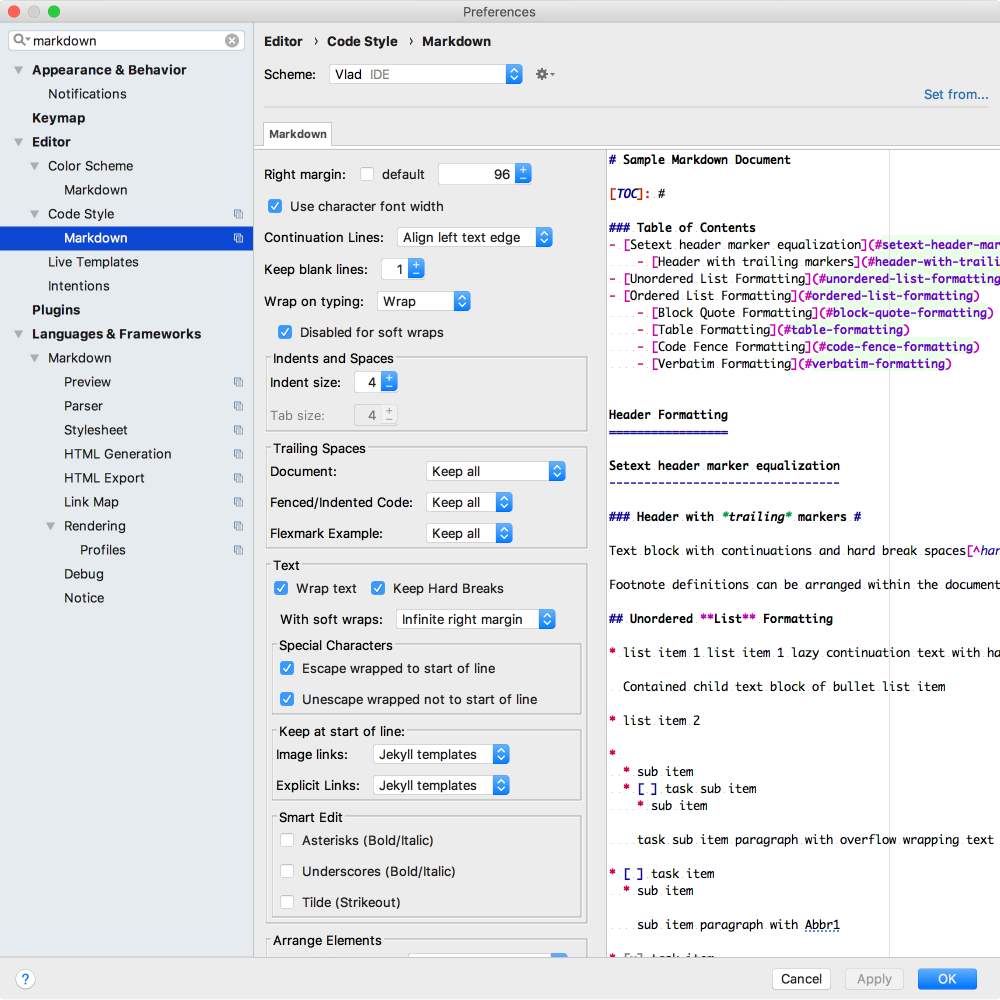 Preferences
markdown
Appearance & Behavior
Notifications
Keymap
Editor
Color Scheme
Markdown
Code Style
Markdown
Live Templates
Intentions
Plugins
Languages & Frameworks
Markdown
Preview
Parser
Stylesheet
HTML Generation
HTML Export
Link Map
Rendering
Profiles
Debug
Notice
Editor › Code Style › Markdown
Scheme: Vlad IDE
Set from...
Markdown
Right margin: default 96
Use character font width
Continuation Lines: Align left text edge
Keep blank lines: 1
Wrap on typing: Wrap
Disabled for soft wraps
Indents and Spaces
Indent size: 4
Tab size: 4
Trailing Spaces
Document: Keep all
Fenced/Indented Code: Keep all
Flexmark Example: Keep all
Text
Wrap text Keep Hard Breaks
With soft wraps: Infinite right margin
Special Characters
Escape wrapped to start of line
Unescape wrapped not to start of line
Keep at start of line:
Image links: Jekyll templates
Explicit Links: Jekyll templates
Smart Edit
Asterisks (Bold/Italic)
Underscores (Bold/Italic)
Tilde (Strikeout)
Arrange Elements
# Sample Markdown Document
[TOC]: #
### Table of Contents
- [Setext header marker equalization](#setext-header-mar
- [Header with trailing markers](#header-with-traili
- [Unordered List Formatting](#unordered-list-formatting
- [Ordered List Formatting](#ordered-list-formatting)
- [Block Quote Formatting](#block-quote-formatting)
- [Table Formatting](#table-formatting)
- [Code Fence Formatting](#code-fence-formatting)
- [Verbatim Formatting](#verbatim-formatting)
Header Formatting
=================
Setext header marker equalization
---------------------------------
### Header with *trailing* markers #
Text block with continuations and hard break spaces[^har
Footnote definitions can be arranged within the document
## Unordered **List** Formatting
* list item 1 list item 1 lazy continuation text with ha
Contained child text block of bullet list item
* list item 2
*
* sub item
* [ ] task sub item
* sub item
task sub item paragraph with overflow wrapping text
* [ ] task item
* sub item
sub item paragraph with Abbr1
Cancel Apply OK